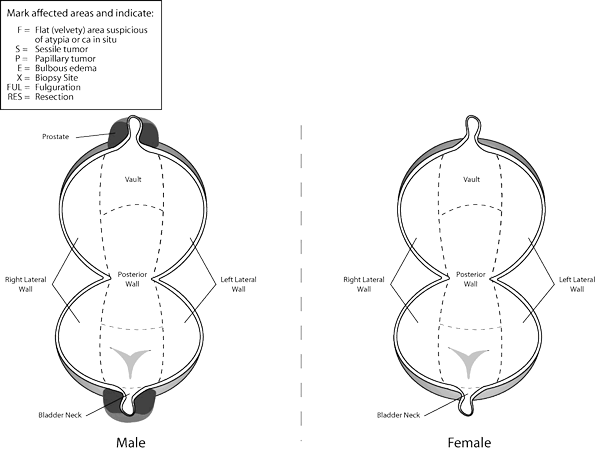 Mark affected areas and indicate:
F = Flat (velvety) area suspicious
of atypia or ca in situ
S = Sessile tumor
P = Papillary tumor
E = Bulbous edema
X = Biopsy Site
FUL = Fulguration
RES = Resection
Prostate
Vault
Right Lateral
Wall
Posterior
Wall
Left Lateral
Wall
Bladder Neck
Male
Vault
Right Lateral
Wall
Posterior
Wall
Left Lateral
Wall
Bladder Neck
Female